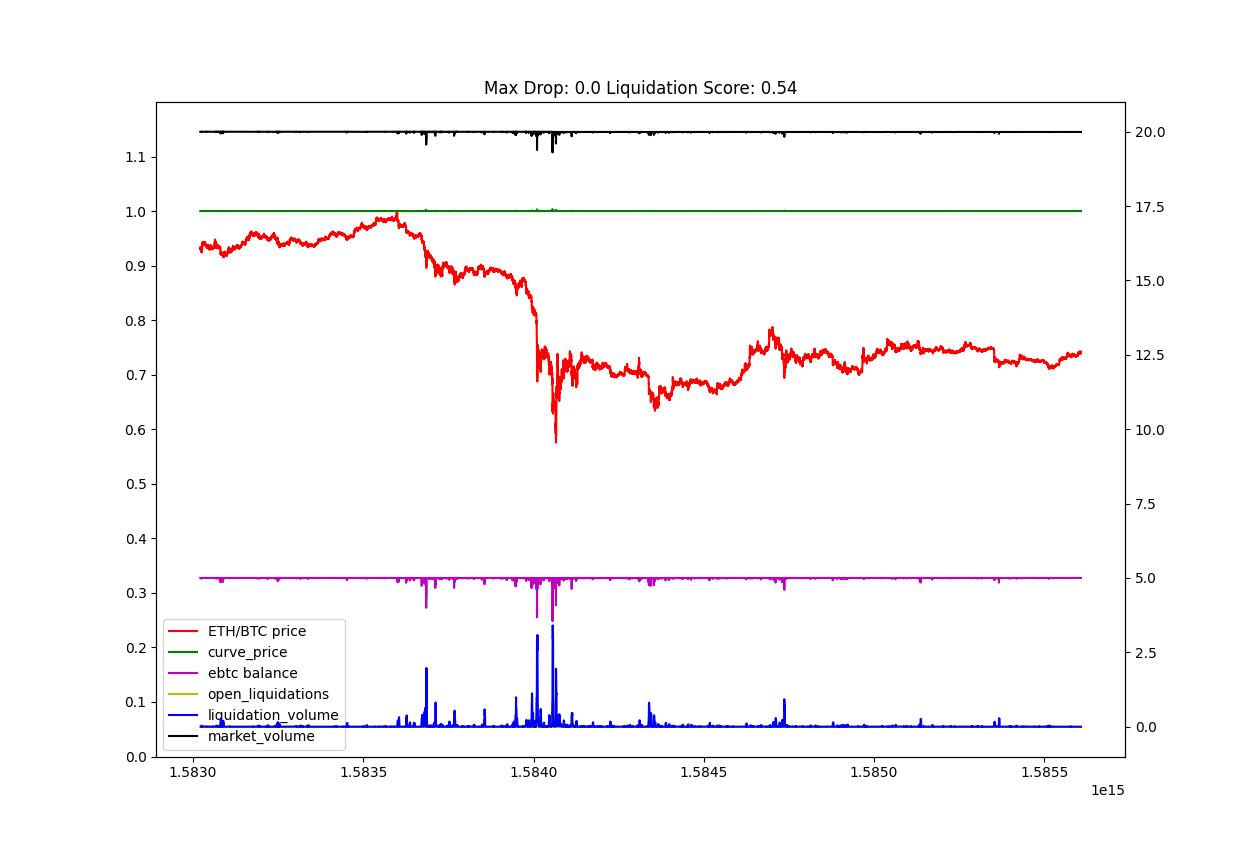 Max Drop: 0.0 Liquidation Score: 0.54
1.1
1.0
0.9
0.8
0.7
0.6
0.5
0.4
0.3
0.2
0.1
0.0
20.0
17.5
15.0
12.5
10.0
7.5
5.0
2.5
0.0
ETH/BTC price
curve_price
ebtc balance
open_liquidations
liquidation_volume
market_volume
1.5830 1.5835 1.5840 1.5845 1.5850 1.5855
1e15